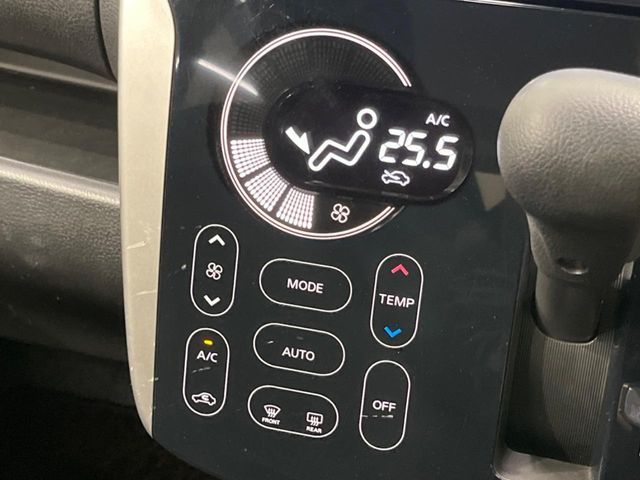 A/C
25.5
MODE
TEMP
A/C
AUTO
OFF
FRONT
REAR